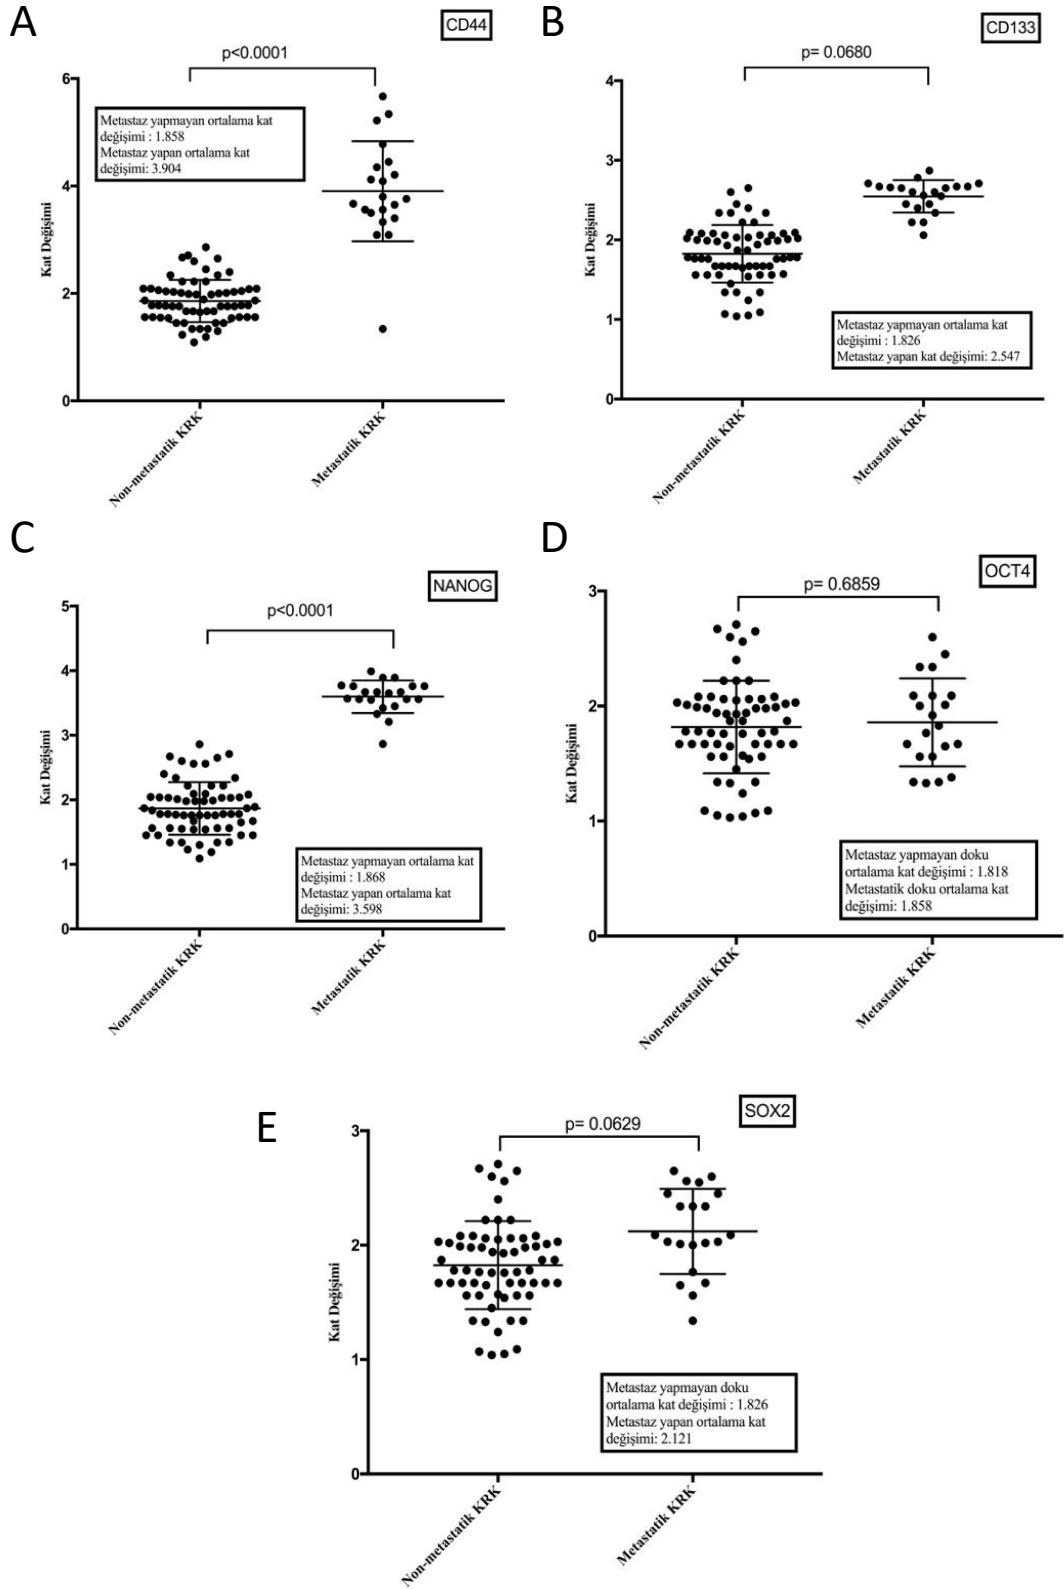 A
CD44
p<0.0001
6
4
2
0
Kat Değişimi
Metastaz yapmayan ortalama kat
değişimi : 1.858
Metastaz yapan ortalama kat
değişimi: 3.904
Non-metastatik KRK
Metastatik KRK
B
CD133
p= 0.0680
4
3
2
1
0
Kat Değişimi
Metastaz yapmayan ortalama kat
değişimi : 1.826
Metastaz yapan kat değişimi: 2.547
Non-metastatik KRK
Metastatik KRK
C
NANOG
p<0.0001
5
4
3
2
1
0
Kat Değişimi
Metastaz yapmayan ortalama kat
değişimi : 1.868
Metastaz yapan ortalama kat
değişimi: 3.598
Non-metastatik KRK
Metastatik KRK
D
OCT4
p= 0.6859
3
2
1
0
Kat Değişimi
Metastaz yapmayan doku
ortalama kat değişimi : 1.818
Metastatik doku ortalama kat
değişimi: 1.858
Non-metastatik KRK
Metastatik KRK
E
SOX2
p= 0.0629
3
2
1
0
Kat Değişimi
Metastaz yapmayan doku
ortalama kat değişimi : 1.826
Metastaz yapan ortalama kat
değişimi: 2.121
Non-metastatik KRK
Metastatik KRK